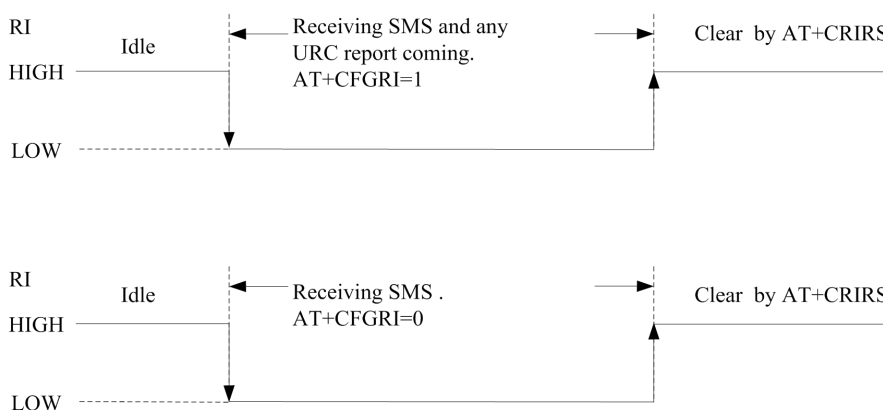 RI
Idle
Receiving SMS and any
URC report coming.
AT+CFGRI=1
Clear by AT+CRIRS
HIGH
LOW
RI
Idle
Receiving SMS .
AT+CFGRI=0
Clear by AT+CRIRS
HIGH
LOW